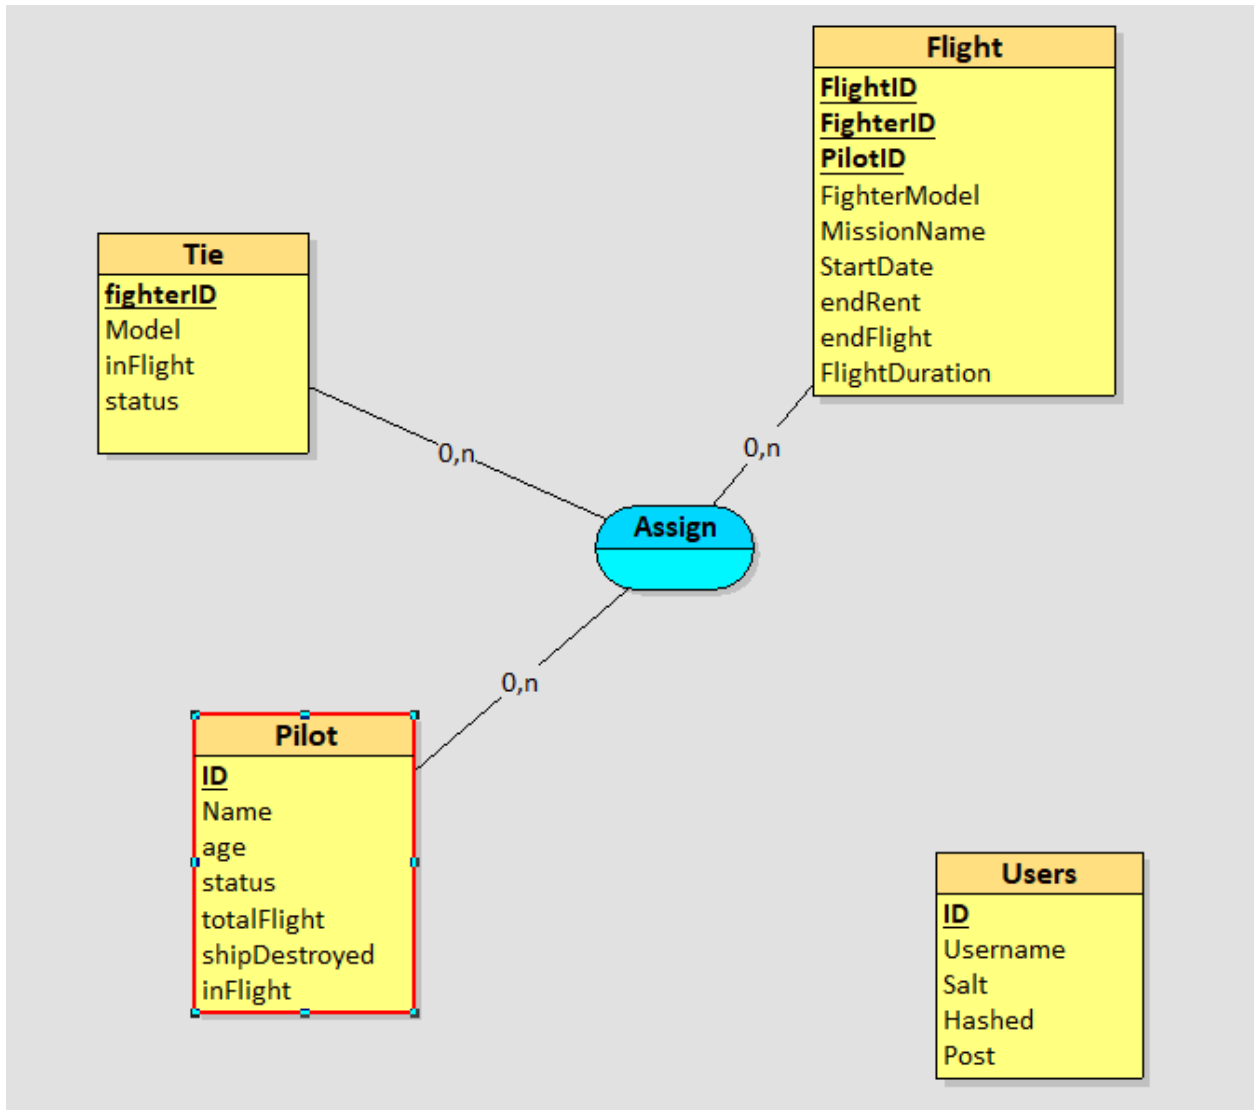 Flight
FlightID
FighterID
PilotID
FighterModel
MissionName
StartDate
endRent
endFlight
FlightDuration
Tie
fighterID
Model
inFlight
status
0,n
0,n
Assign
0,n
Pilot
ID
Name
age
status
totalFlight
shipDestroyed
inFlight
Users
ID
Username
Salt
Hashed
Post